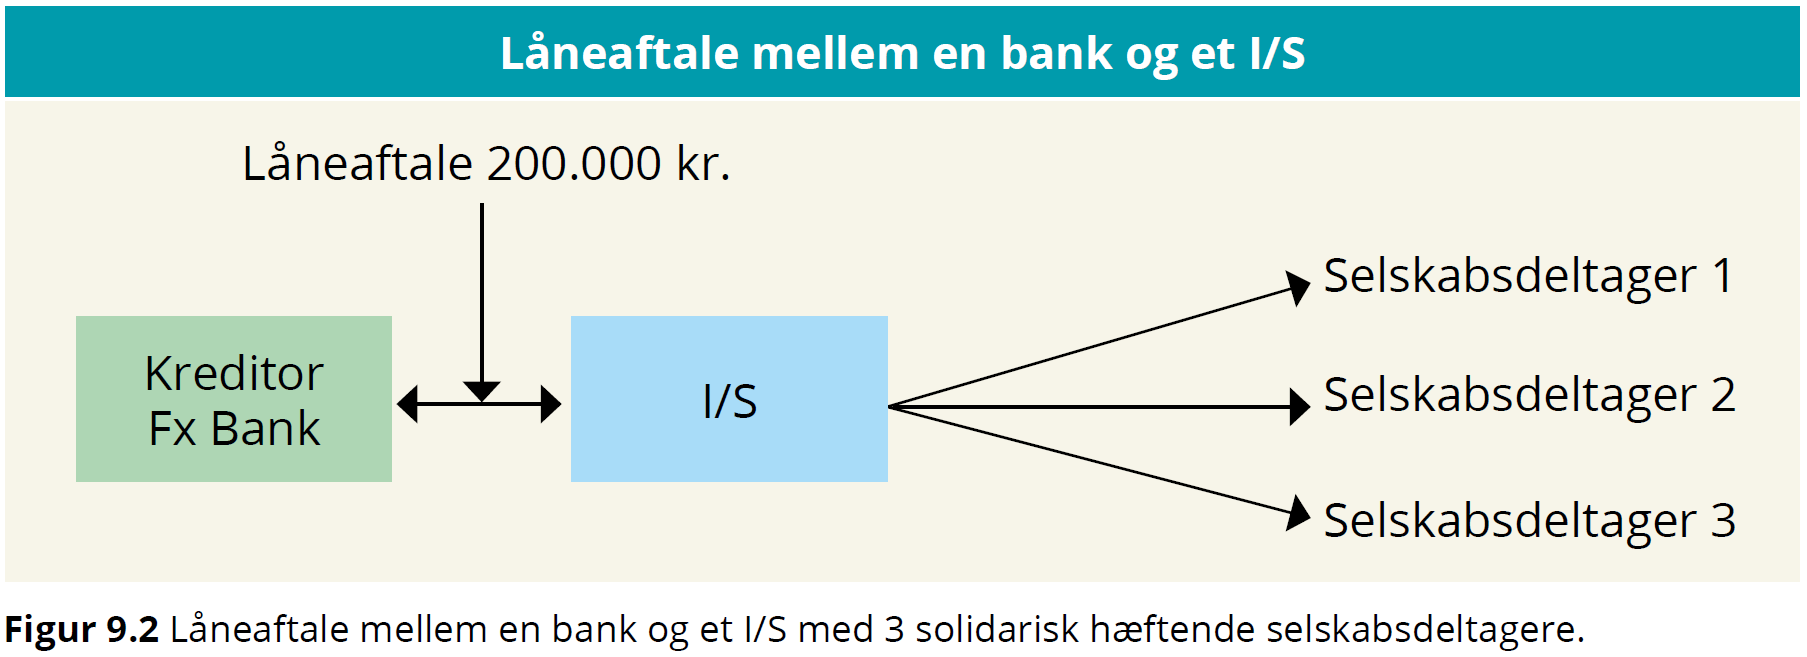 Låneaftale mellem en bank og et I/S
Låneaftale 200.000 kr.
Kreditor
Fx Bank
I/S
Selskabsdeltager 1
Selskabsdeltager 2
Selskabsdeltager 3
Figur 9.2 Låneaftale mellem en bank og et I/S med 3 solidarisk hæftende selskabsdeltagere.